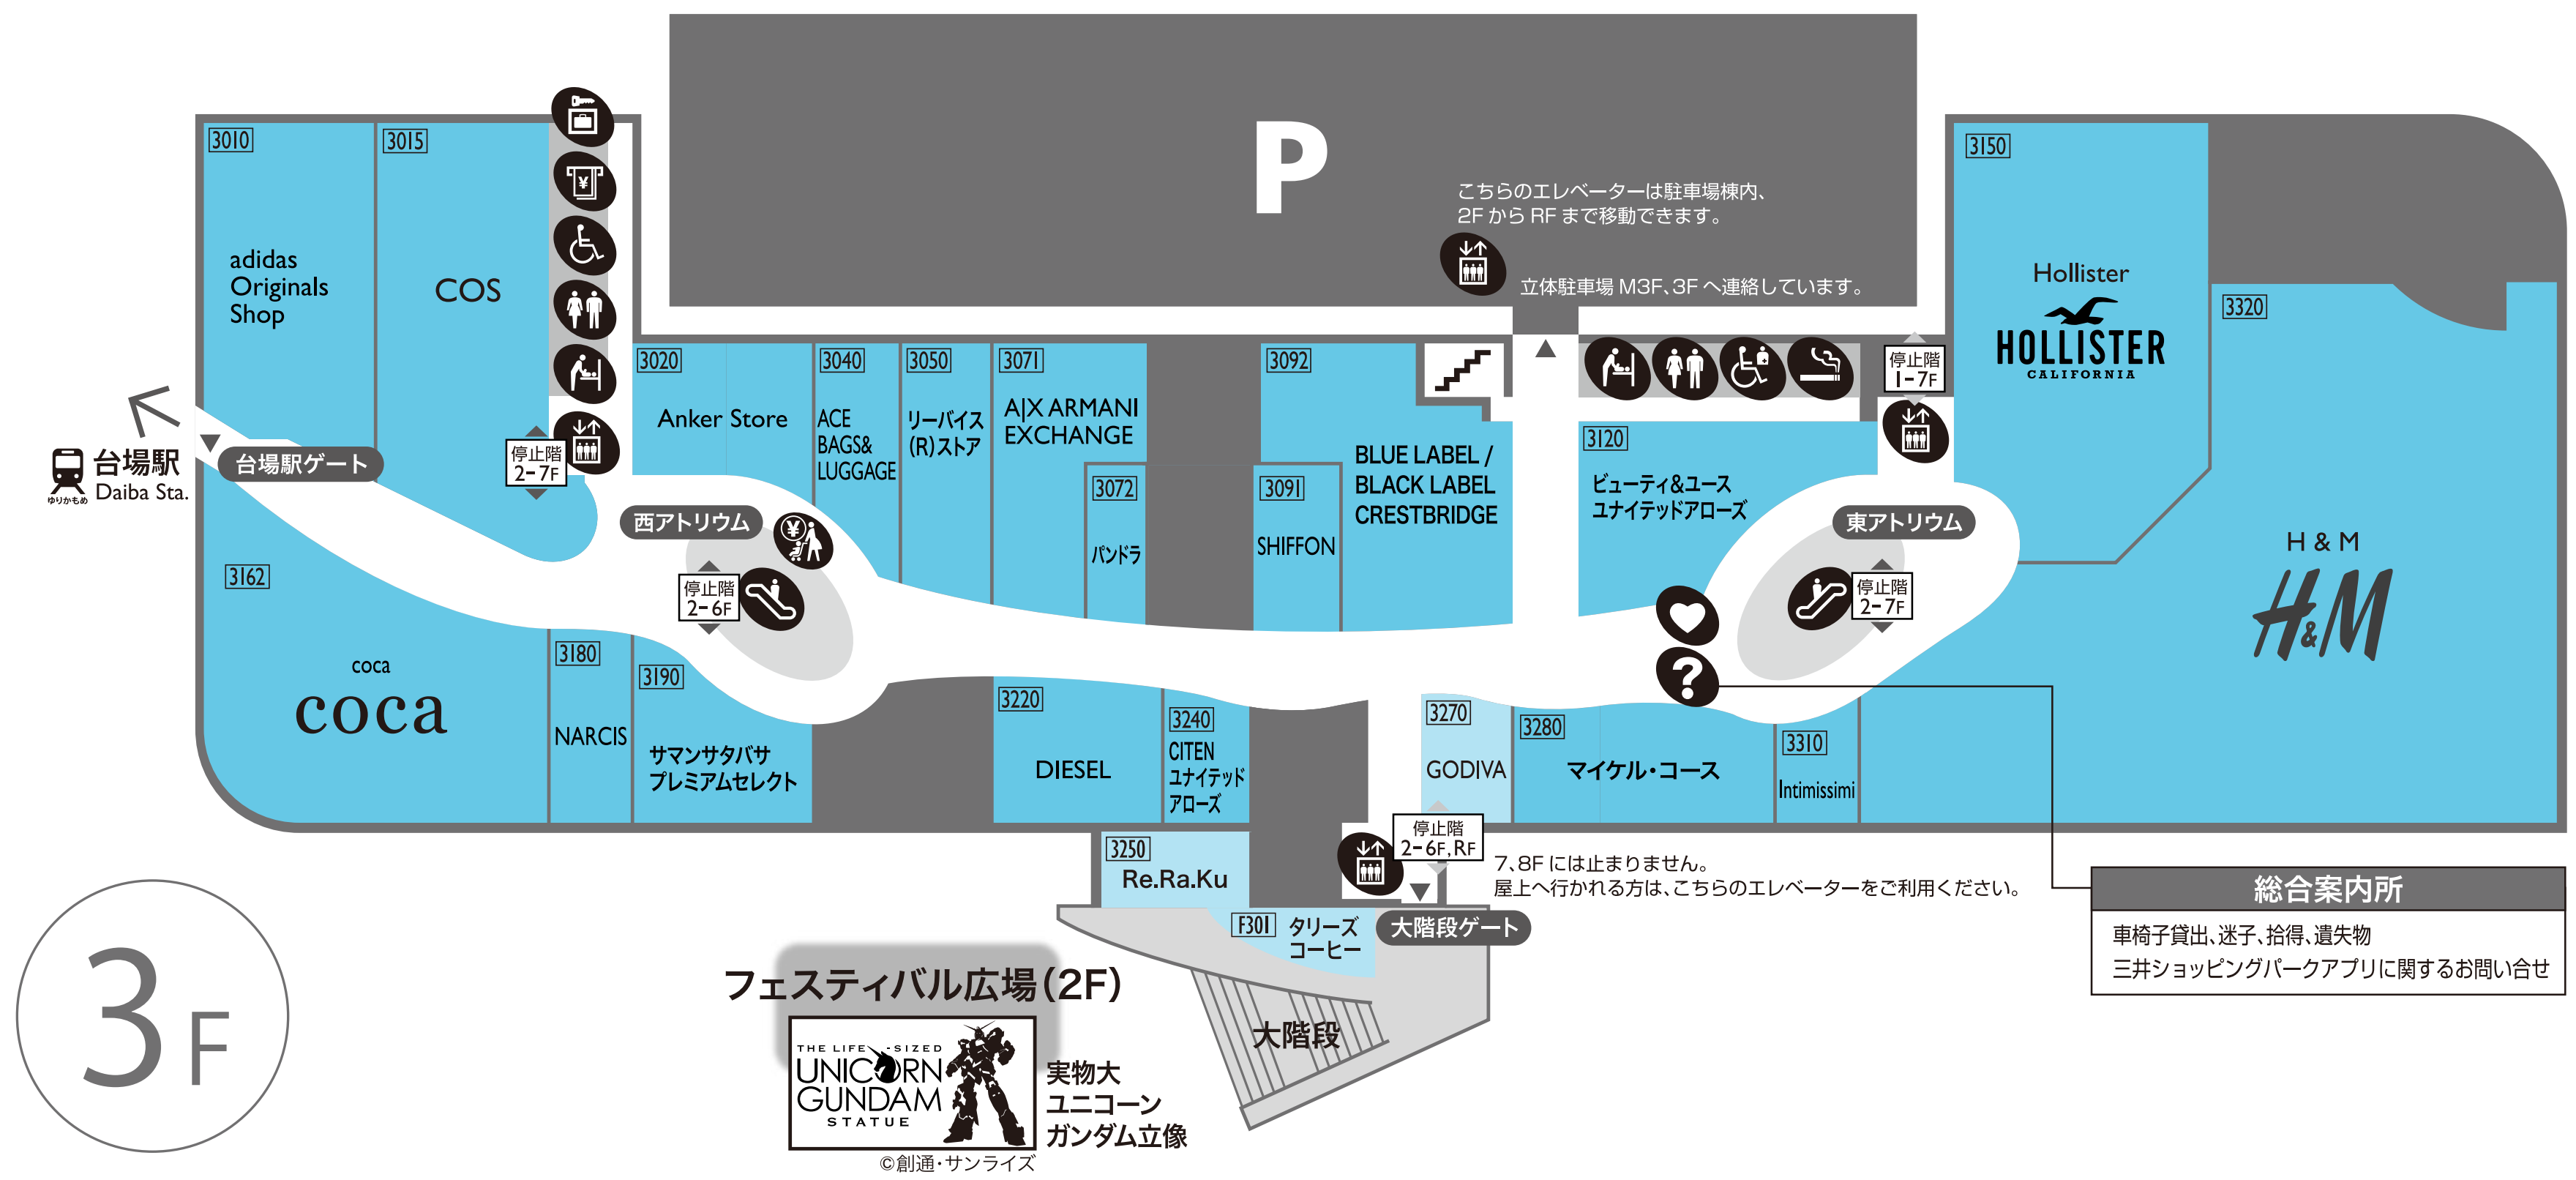 P
こちらのエレベーターは駐車場棟内、
2FからRFまで移動できます。
立体駐車場M3F、3Fへ連絡しています。
3010
adidas
Originals
Shop
3015
COS
停止階
2-7F
台場駅
Daiba Sta.
ゆりかもめ
台場駅ゲート
3020
Anker Store
3040
ACE
BAGS&
LUGGAGE
3050
リーバイス
(R)ストア
3071
A|X ARMANI
EXCHANGE
3072
パンドラ
3092
BLUE LABEL /
BLACK LABEL
CRESTBRIDGE
3091
SHIFFON
3120
ビューティ&ユース
ユナイテッドアローズ
停止階
1-7F
3150
Hollister
HOLLISTER
CALIFORNIA
3320
H & M
H&M
西アトリウム
¥
停止階
2-6F
東アトリウム
停止階
2-7F
?
3162
coca
coca
3180
NARCIS
3190
サマンサタバサ
プレミアムセレクト
3220
DIESEL
3240
CITEN
ユナイテッド
アローズ
3270
GODIVA
3280
マイケル・コース
3310
Intimissimi
3250
Re.Ra.Ku
停止階
2-6F,RF
7、8Fには止まりません。
屋上へ行かれる方は、こちらのエレベーターをご利用ください。
F301
タリーズ
コーヒー
大階段ゲート
大階段
総合案内所
車椅子貸出、迷子、拾得、遺失物
三井ショッピングパークアプリに関するお問い合せ
フェスティバル広場(2F)
THE LIFE-SIZED
UNICORN
GUNDAM
STATUE
実物大
ユニコーン
ガンダム立像
©創通・サンライズ
3F
¥